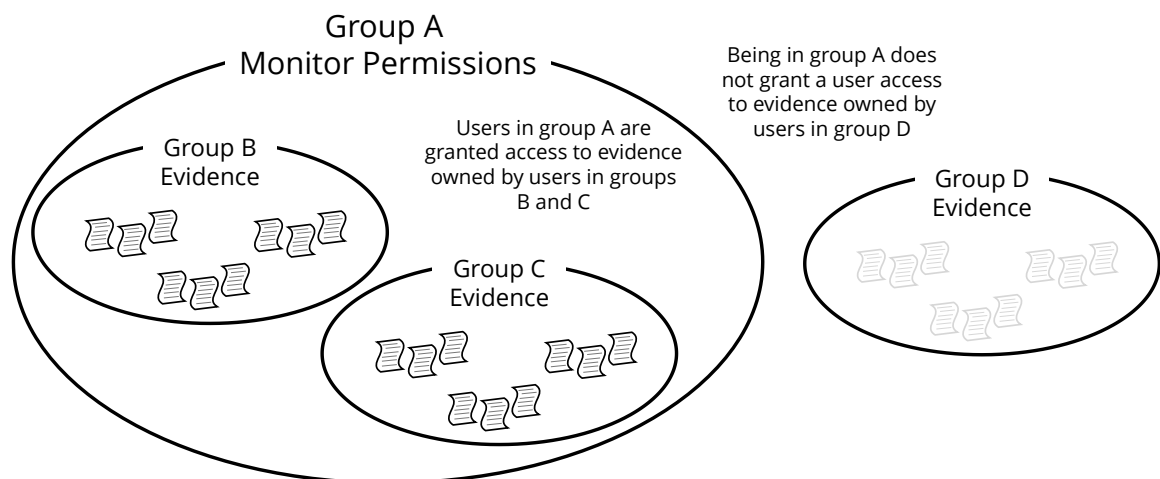 Group A
Monitor Permissions
Being in group A does
not grant a user access
to evidence owned by
users in group D
Users in group A are
granted access to evidence
owned by users in groups
B and C
Group B
Evidence
Group D
Evidence
Group C
Evidence